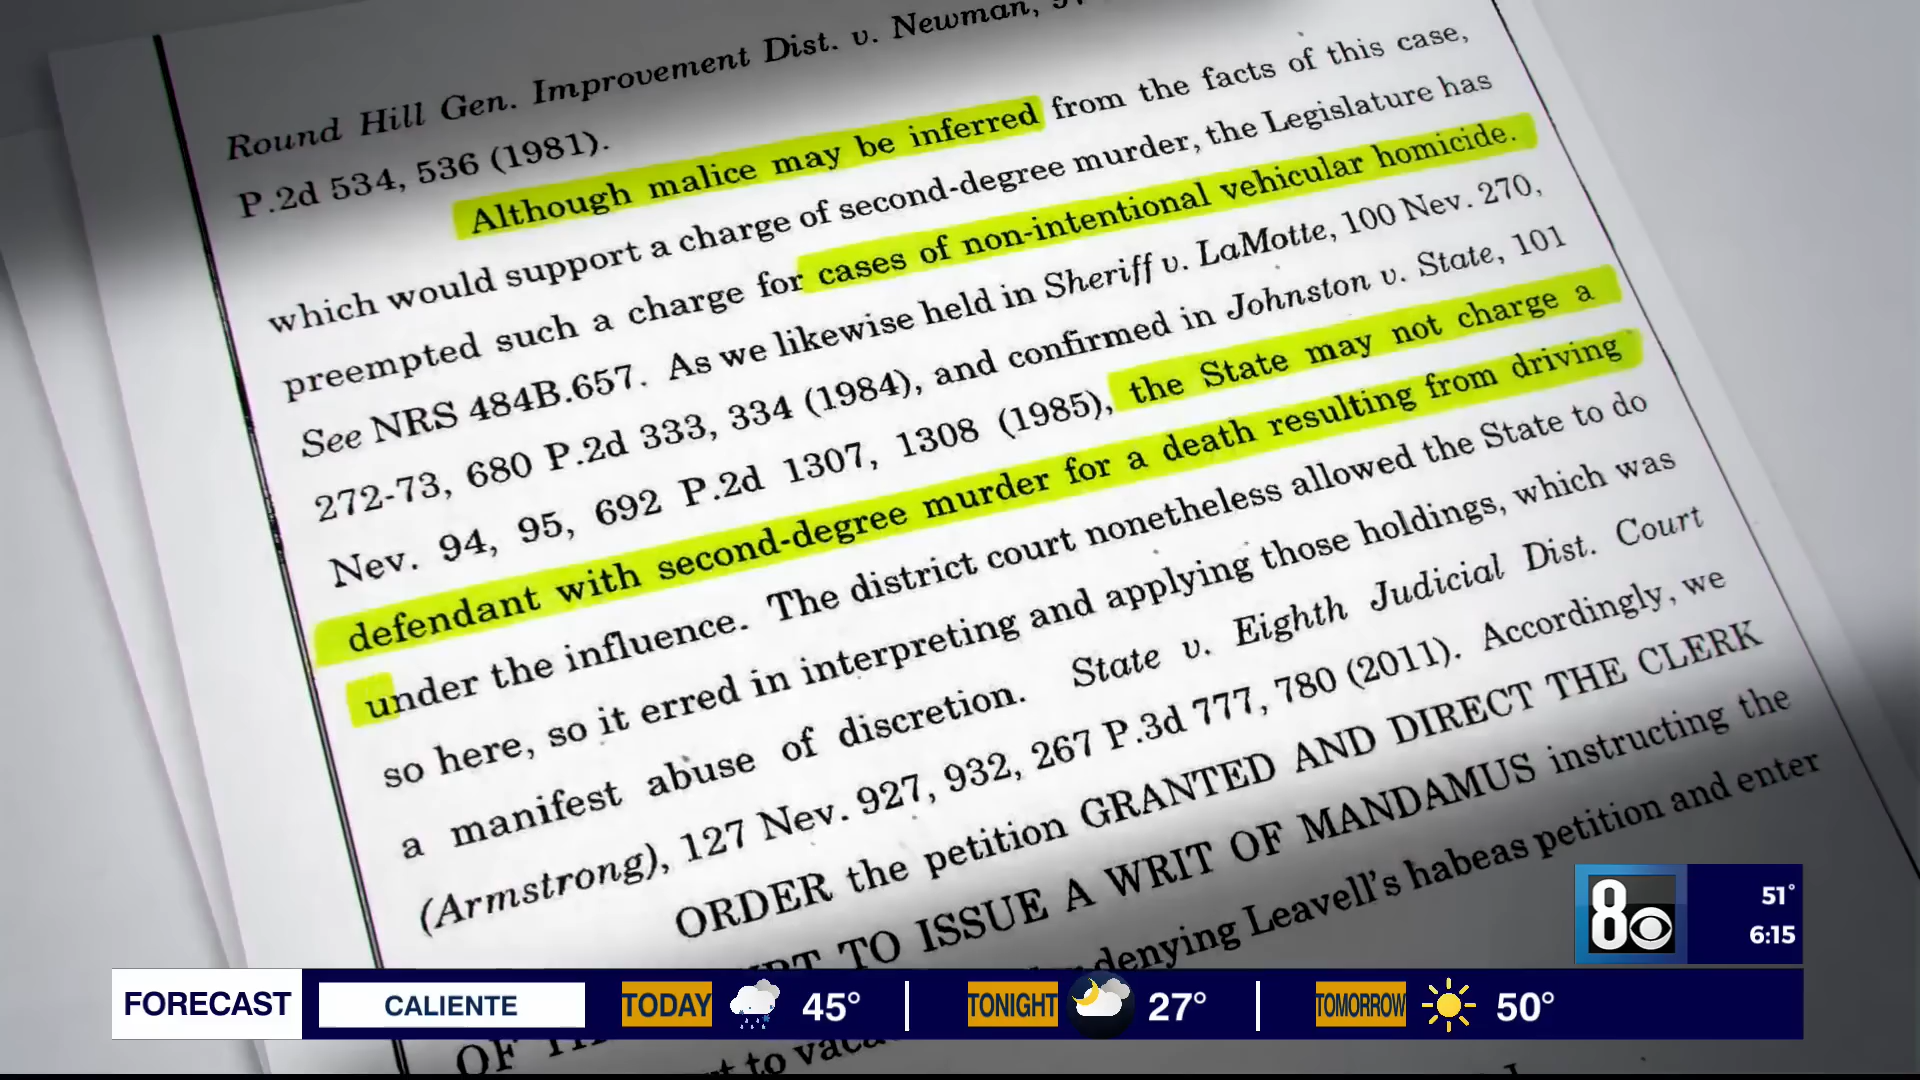 Round Hill Gen. Improvement Dist. v. Newman,
P.2d 534, 536 (1981).
Although malice may be inferred from the facts of this case,
which would support a charge of second-degree murder, the Legislature has
preempted such a charge for cases of non-intentional vehicular homicide.
See NRS 484B.657. As we likewise held in Sheriff v. LaMotte, 100 Nev. 270,
272-73, 680 P.2d 333, 334 (1984), and confirmed in Johnston v. State, 101
Nev. 94, 95, 692 P.2d 1307, 1308 (1985), the State may not charge a
defendant with second-degree murder for a death resulting from driving
under the influence. The district court nonetheless allowed the State to do
so here, so it erred in interpreting and applying those holdings, which was
a manifest abuse of discretion. State v. Eighth Judicial Dist. Court
(Armstrong), 127 Nev. 927, 932, 267 P.3d 777, 780 (2011). Accordingly, we
ORDER the petition GRANTED AND DIRECT THE CLERK
TO ISSUE A WRIT OF MANDAMUS instructing the
denying Leavell's habeas petition and enter
OF
to
8
51°
6:15
FORECAST CALIENTE TODAY 45° TONIGHT 27° TOMORROW 50°